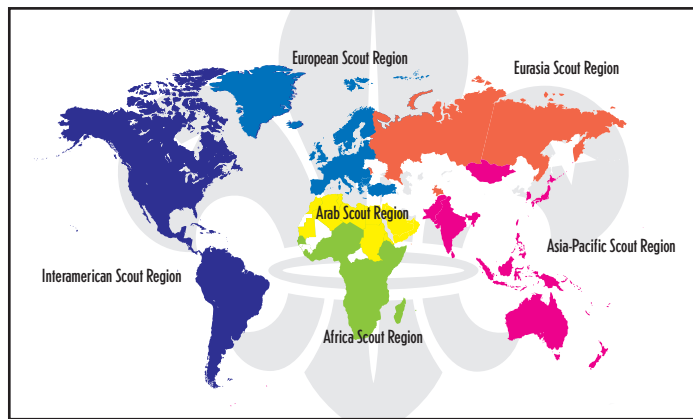 European Scout Region
Eurasia Scout Region
Arab Scout Region
Asia-Pacific Scout Region
Interamerican Scout Region
Africa Scout Region